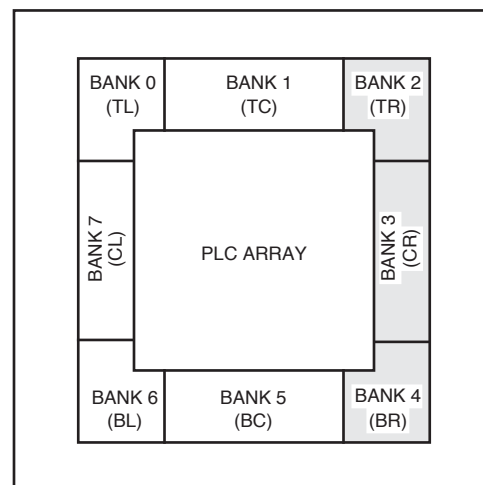 BANK 0
(TL)
BANK 1
(TC)
BANK 2
(TR)
BANK 7
(CL)
PLC ARRAY
BANK 3
(CR)
BANK 6
(BL)
BANK 5
(BC)
BANK 4
(BR)